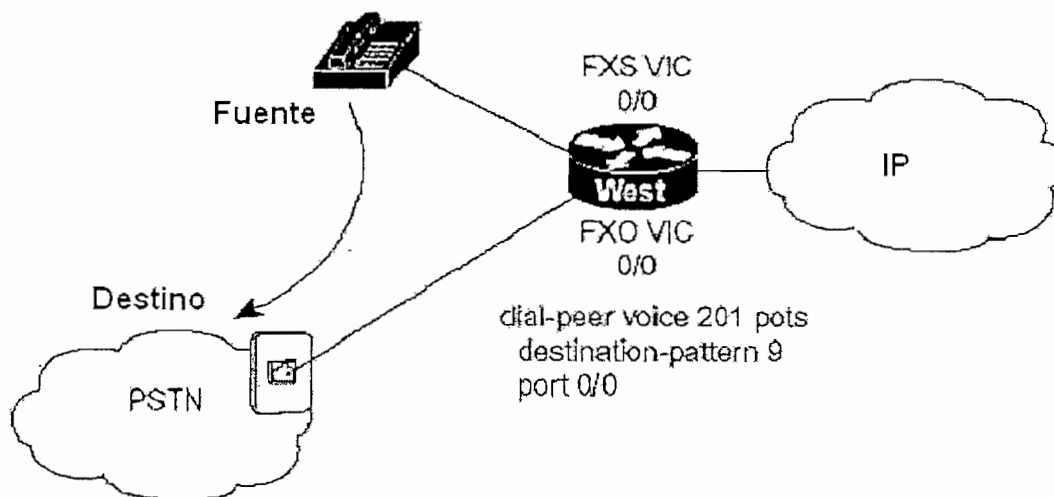 FXS VIC
0/0
Fuente
IP
West
FXO VIC
0/0
Destino
dial-peer voice 201 pots
destination-pattern 9
port 0/0
PSTN